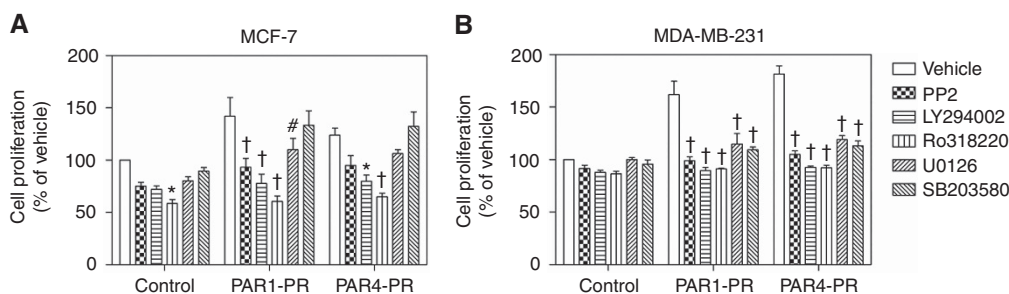 A
MCF-7
Cell proliferation
(% of vehicle)
200
150
100
50
0
*
† † # †
* †
Control PAR1-PR PAR4-PR
B
MDA-MB-231
Cell proliferation
(% of vehicle)
200
150
100
50
0
† † † † †
† † † † †
Control PAR1-PR PAR4-PR
Vehicle
PP2
LY294002
Ro318220
U0126
SB203580